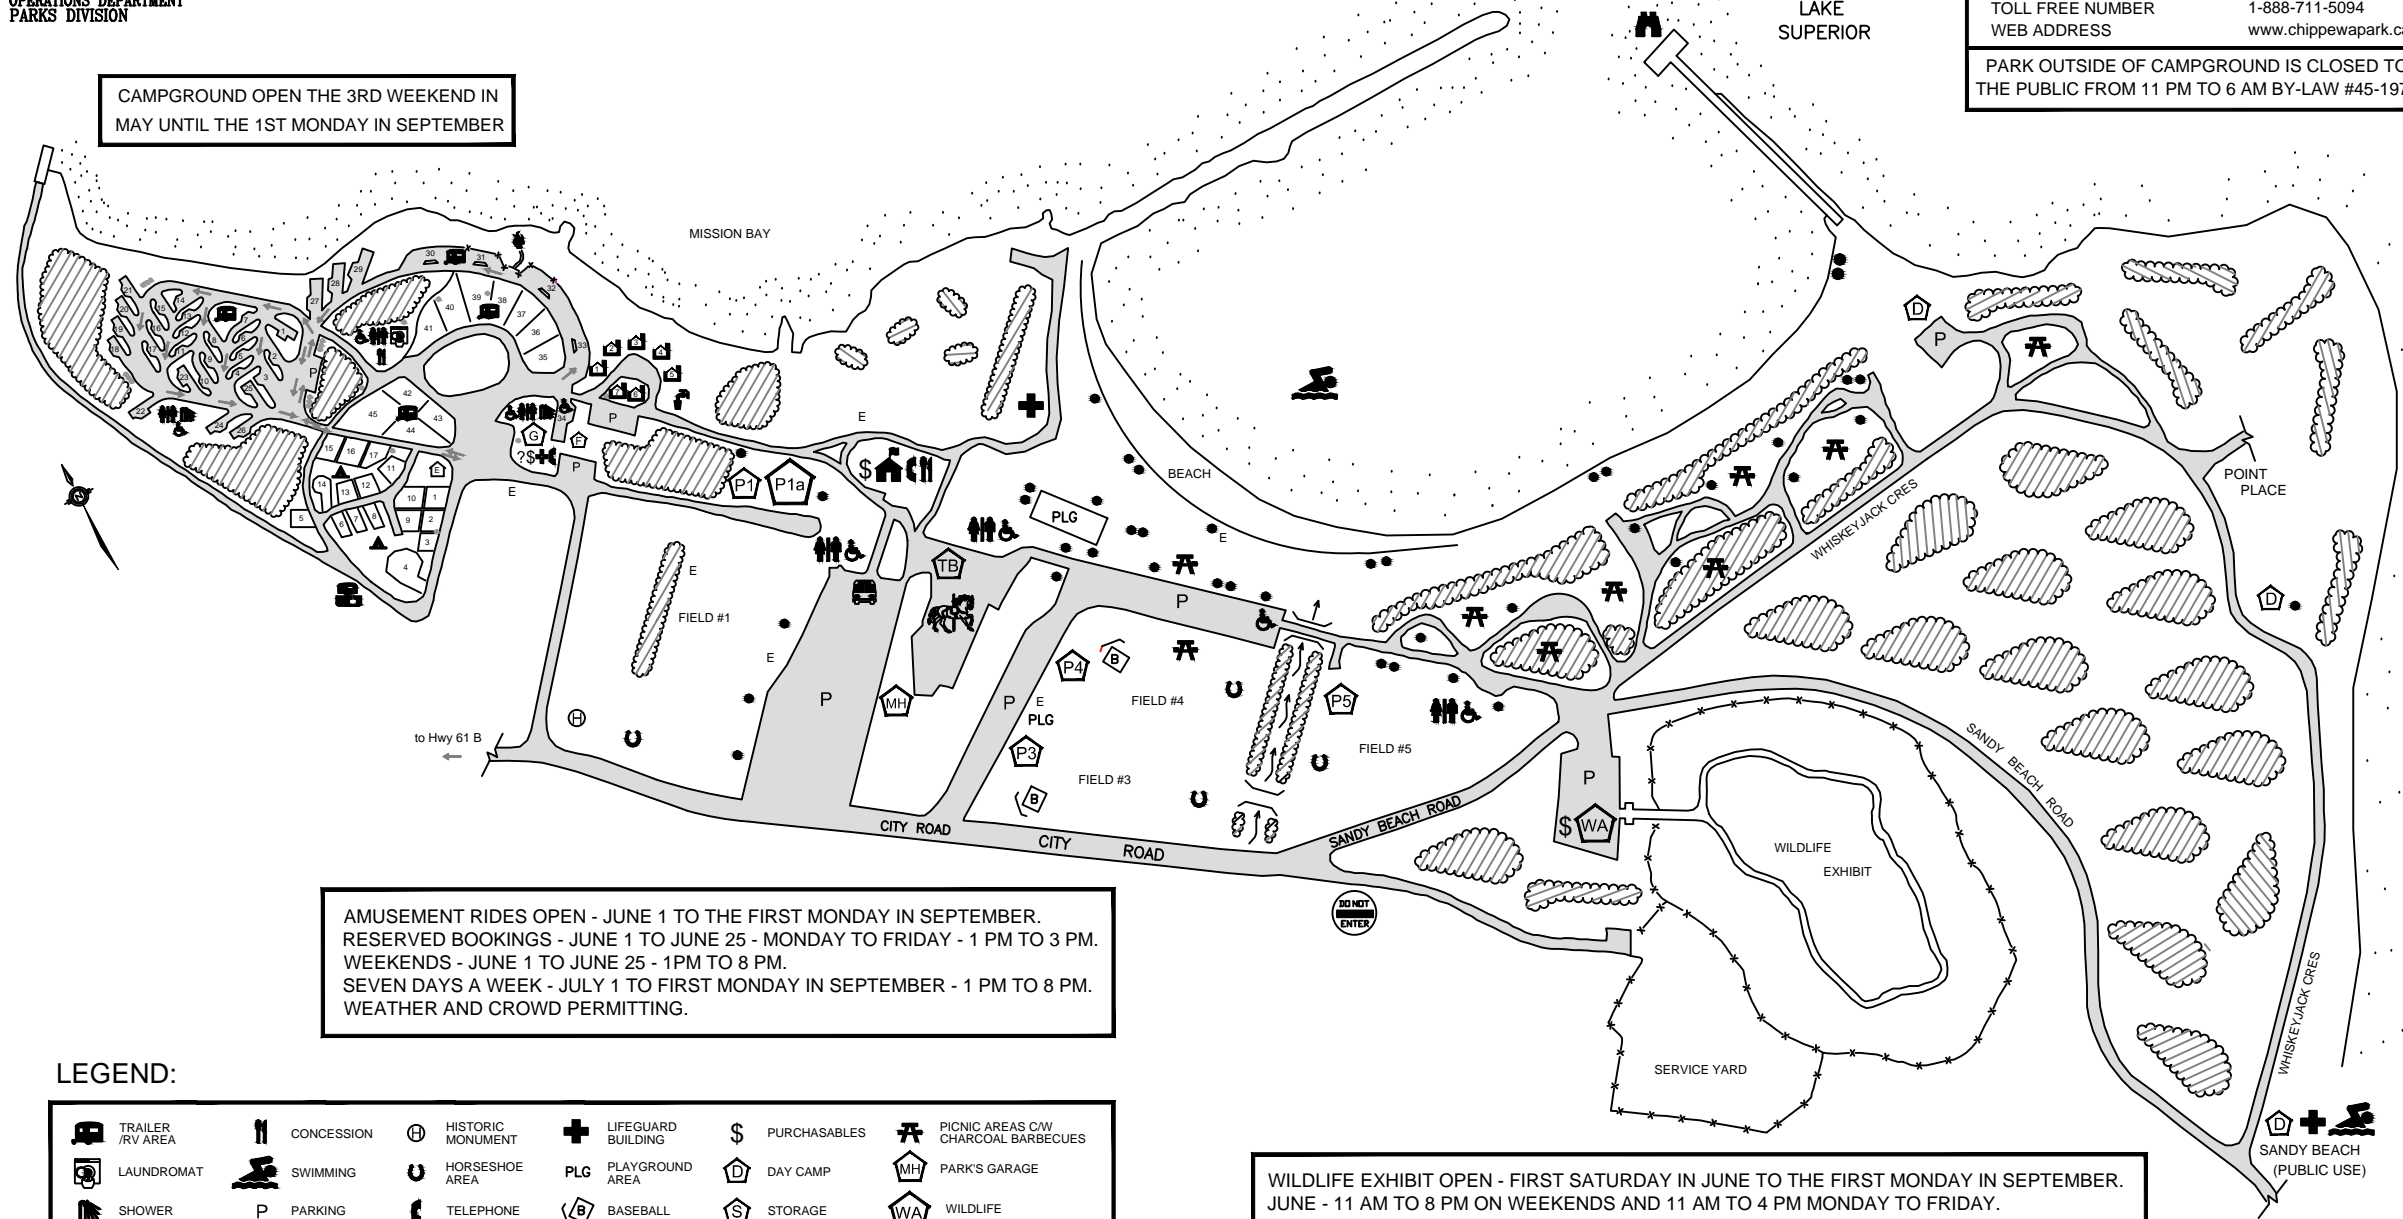 OPERATIONS DEPARTMENT
PARKS DIVISION
LAKE
SUPERIOR
TOLL FREE NUMBER 1-888-711-5094
WEB ADDRESS
PARK OUTSIDE OF CAMPGROUND IS CLOSED TO
THE PUBLIC FROM 11 PM TO 6 AM BY-LAW
CAMPGROUND OPEN THE 3RD WEEKEND IN
MAY UNTIL THE 1ST MONDAY IN SEPTEMBER
MISSION BAY
BEACH
POINT
PLACE
WHISKEYJACK CRES
P
D
PLG
P1
P1a
E
TB
FIELD #1
H
to Hwy 61 B
MH
P
P
E
PLG
P3
P4
B
FIELD #4
FIELD #3
B
P5
FIELD #5
P
$ WA
CITY ROAD
CITY ROAD
SANDY BEACH ROAD
SANDY BEACH ROAD
DO NOT
ENTER
WILDLIFE
EXHIBIT
SERVICE YARD
WHISKEYJACK CRES
D
SANDY BEACH
(PUBLIC USE)
AMUSEMENT RIDES OPEN - JUNE 1 TO THE FIRST MONDAY IN SEPTEMBER.
RESERVED BOOKINGS - JUNE 1 TO JUNE 25 - MONDAY TO FRIDAY - 1 PM TO 3 PM.
WEEKENDS - JUNE 1 TO JUNE 25 - 1PM TO 8 PM.
SEVEN DAYS A WEEK - JULY 1 TO FIRST MONDAY IN SEPTEMBER - 1 PM TO 8 PM.
WEATHER AND CROWD PERMITTING.
LEGEND:
TRAILER
/RV AREA
CONCESSION
H HISTORIC
MONUMENT
LIFEGUARD
BUILDING
$ PURCHASABLES
PICNIC AREAS C/W
CHARCOAL BARBECUES
LAUNDROMAT
SWIMMING
HORSESHOE
AREA
PLG PLAYGROUND
AREA
D DAY CAMP
MH PARK'S GARAGE
SHOWER
P PARKING
TELEPHONE
B BASEBALL
S STORAGE
WA WILDLIFE
WILDLIFE EXHIBIT OPEN - FIRST SATURDAY IN JUNE TO THE FIRST MONDAY IN SEPTEMBER.
JUNE - 11 AM TO 8 PM ON WEEKENDS AND 11 AM TO 4 PM MONDAY TO FRIDAY.